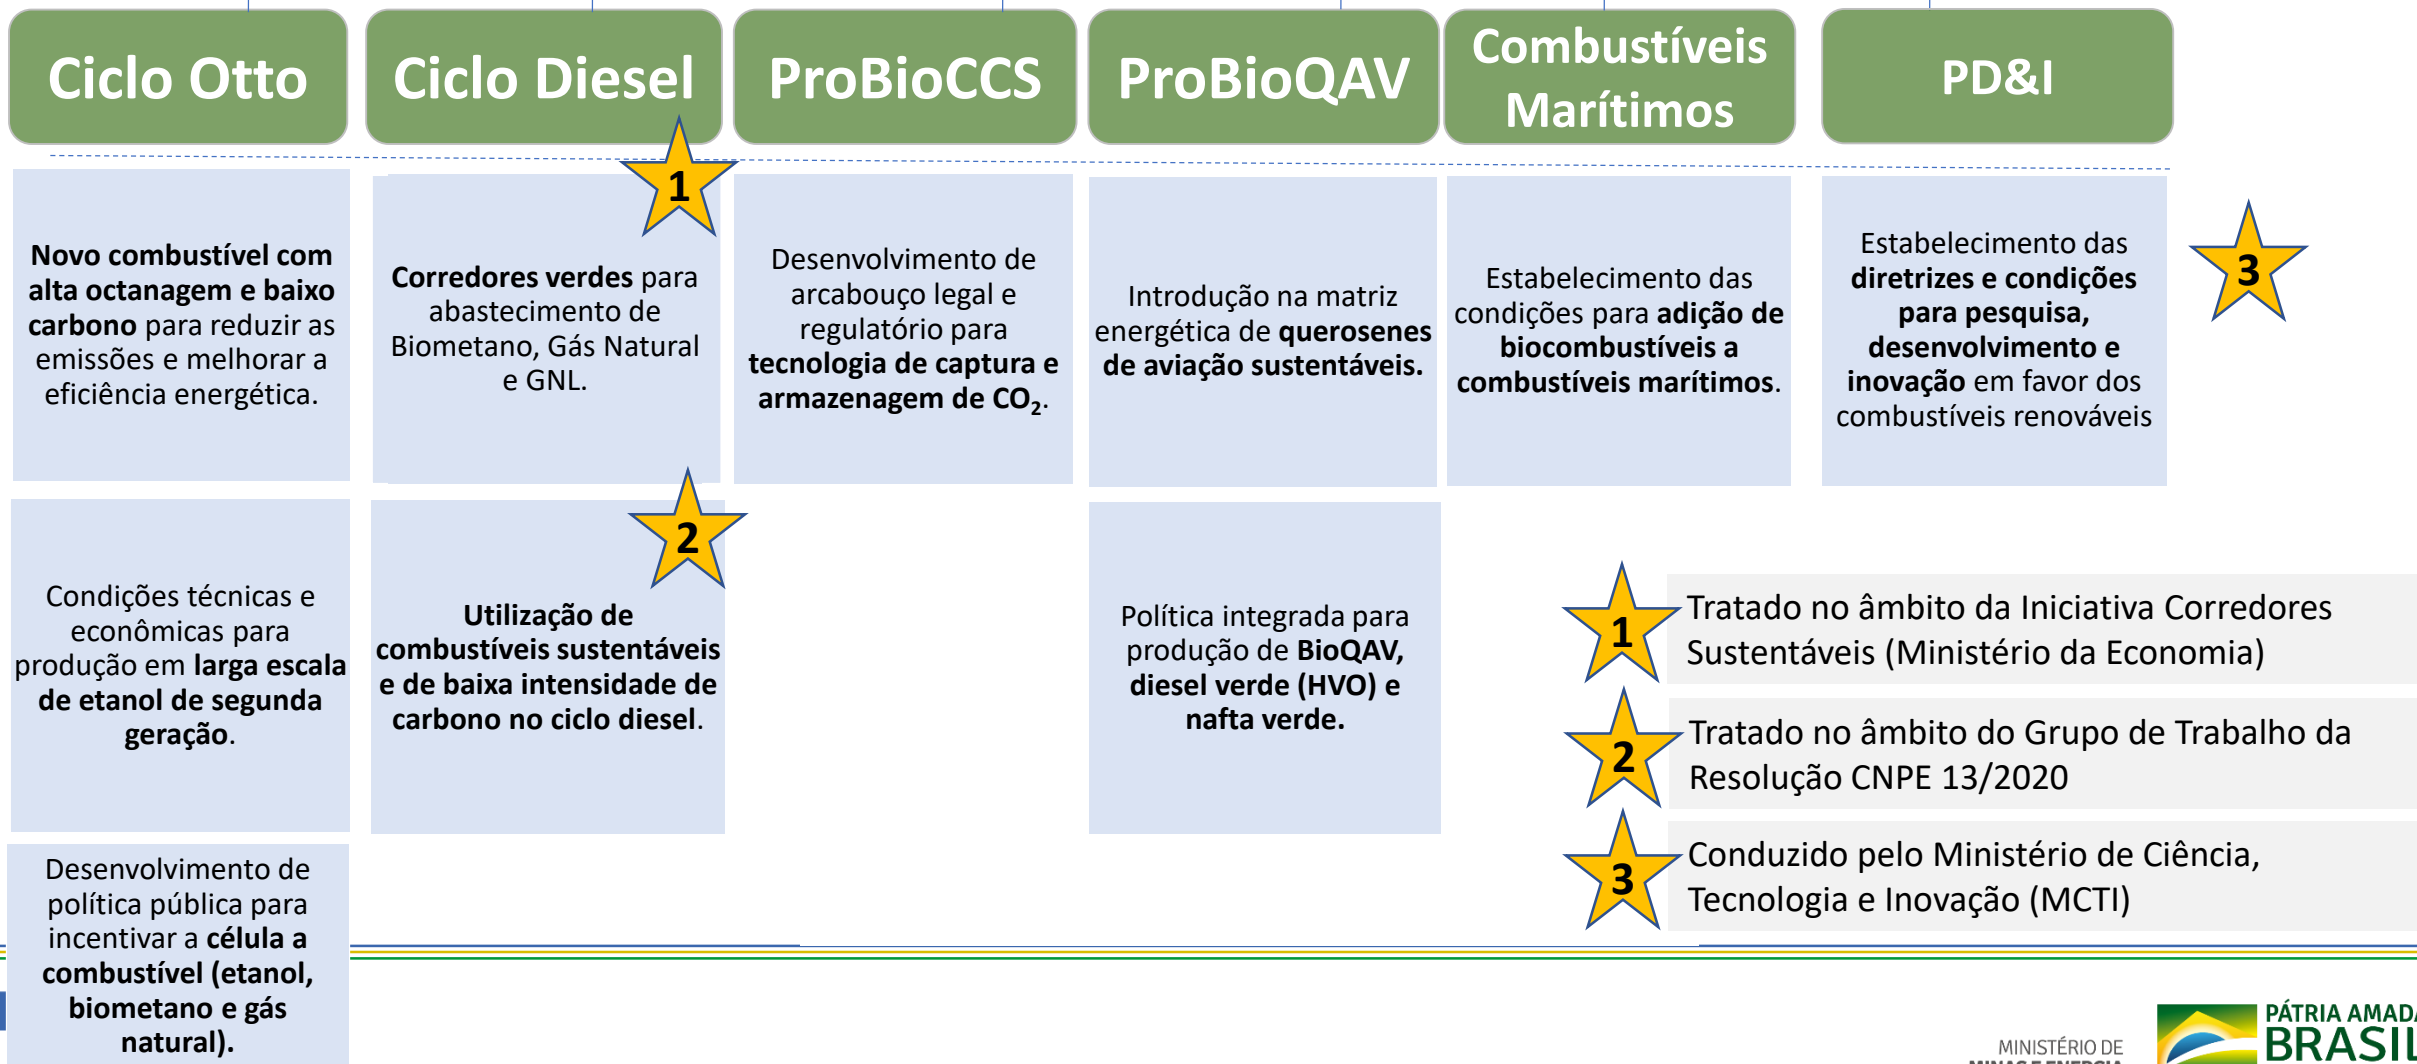 Ciclo Otto
Ciclo Diesel
ProBioCCS
ProBioQAV
Combustíveis
Marítimos
PD&I
Novo combustível com
alta octanagem e baixo
carbono para reduzir as
emissões e melhorar a
eficiência energética.
1
Corredores verdes para
abastecimento de
Biometano, Gás Natural
e GNL.
Desenvolvimento de
arcabouço legal e
regulatório para
tecnologia de captura e
armazenagem de CO₂.
Introdução na matriz
energética de querosenes
de aviação sustentáveis.
Estabelecimento das
condições para adição de
biocombustíveis a
combustíveis marítimos.
Estabelecimento das
diretrizes e condições
para pesquisa,
desenvolvimento e
inovação em favor dos
combustíveis renováveis
3
Condições técnicas e
econômicas para
produção em larga escala
de etanol de segunda
geração.
2
Utilização de
combustíveis sustentáveis
e de baixa intensidade de
carbono no ciclo diesel.
Política integrada para
produção de BioQAV,
diesel verde (HVO) e
nafta verde.
Desenvolvimento de
política pública para
incentivar a célula a
combustível (etanol,
biometano e gás
natural).
1
Tratado no âmbito da Iniciativa Corredores
Sustentáveis (Ministério da Economia)
2
Tratado no âmbito do Grupo de Trabalho da
Resolução CNPE 13/2020
3
Conduzido pelo Ministério de Ciência,
Tecnologia e Inovação (MCTI)
MINISTÉRIO DE
MINAS E ENERGIA
PÁTRIA AMADA
BRASIL